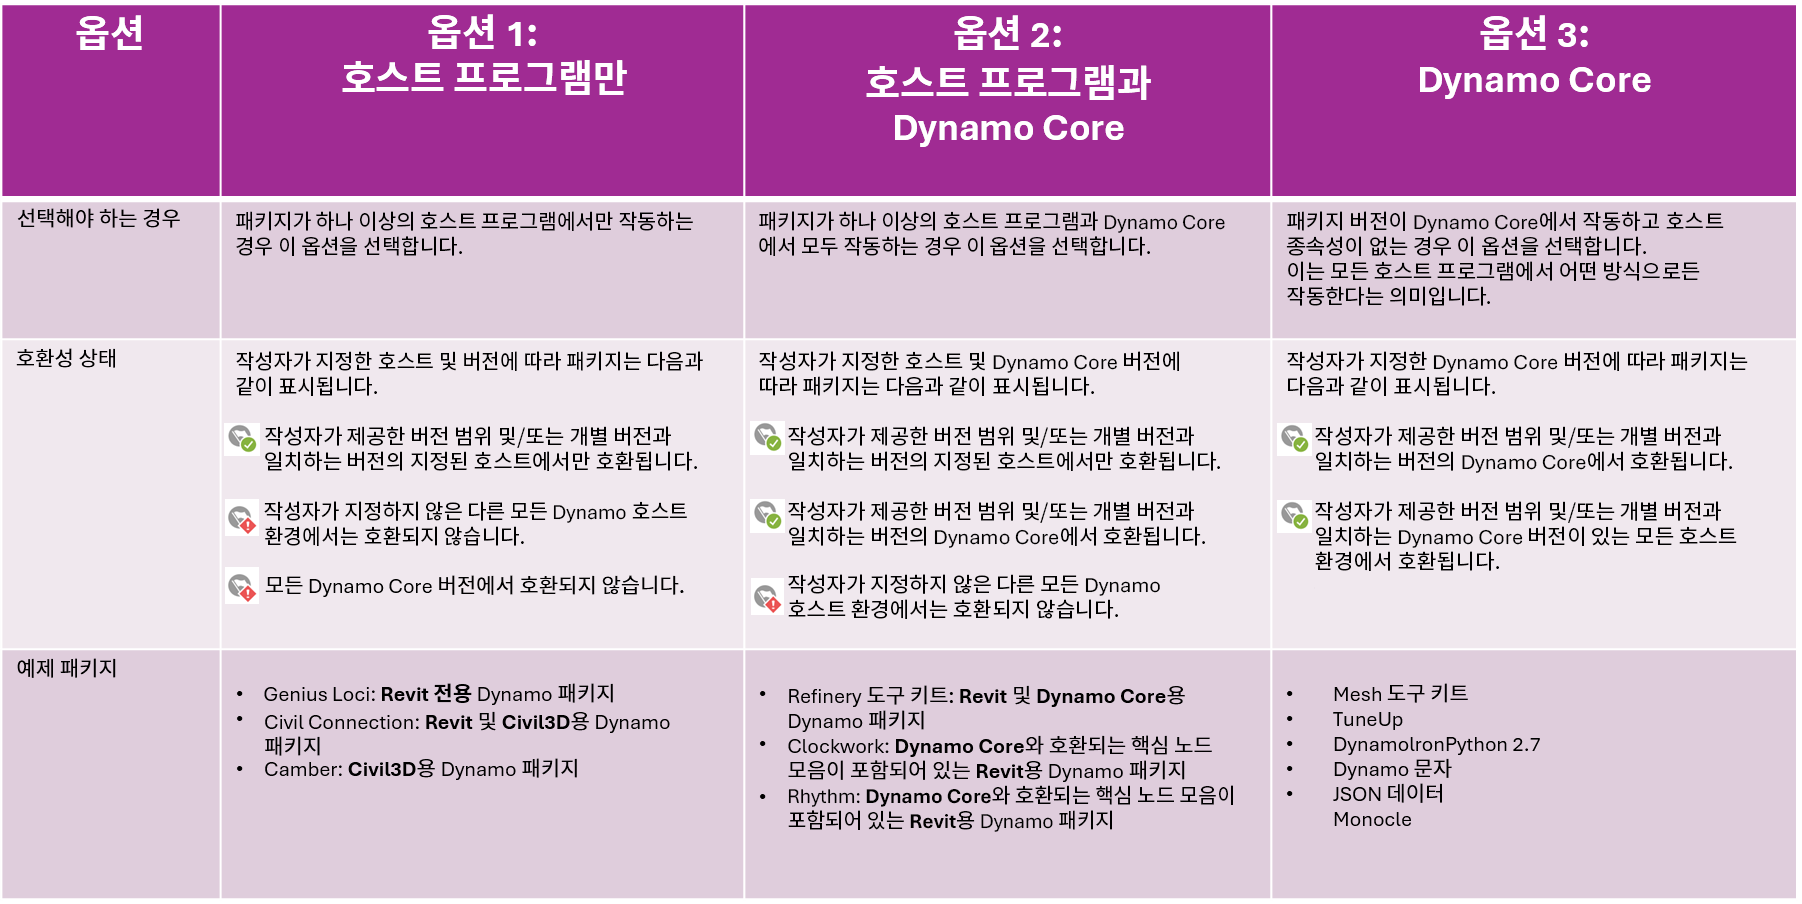 옵션
옵션 1:
호스트 프로그램만
옵션 2:
호스트 프로그램과
Dynamo Core
옵션 3:
Dynamo Core
선택해야 하는 경우
패키지가 하나 이상의 호스트 프로그램에서만 작동하는
경우 이 옵션을 선택합니다.
패키지가 하나 이상의 호스트 프로그램과 Dynamo Core
에서 모두 작동하는 경우 이 옵션을 선택합니다.
패키지 버전이 Dynamo Core에서 작동하고 호스트
종속성이 없는 경우 이 옵션을 선택합니다.
이는 모든 호스트 프로그램에서 어떤 방식으로든
작동한다는 의미입니다.
호환성 상태
작성자가 지정한 호스트 및 버전에 따라 패키지는 다음과
같이 표시됩니다.
작성자가 제공한 버전 범위 및/또는 개별 버전과
일치하는 버전의 지정된 호스트에서만 호환됩니다.
작성자가 지정하지 않은 다른 모든 Dynamo 호스트
환경에서는 호환되지 않습니다.
모든 Dynamo Core 버전에서 호환되지 않습니다.
작성자가 지정한 호스트 및 Dynamo Core 버전에
따라 패키지는 다음과 같이 표시됩니다.
작성자가 제공한 버전 범위 및/또는 개별 버전과
일치하는 버전의 지정된 호스트에서만 호환됩니다.
작성자가 제공한 버전 범위 및/또는 개별 버전과
일치하는 버전의 Dynamo Core에서 호환됩니다.
작성자가 지정하지 않은 다른 모든 Dynamo
호스트 환경에서는 호환되지 않습니다.
작성자가 지정한 Dynamo Core 버전에 따라 패키지는
다음과 같이 표시됩니다.
작성자가 제공한 버전 범위 및/또는 개별 버전과
일치하는 버전의 Dynamo Core에서 호환됩니다.
작성자가 제공한 버전 범위 및/또는 개별 버전과
일치하는 Dynamo Core 버전이 있는 모든 호스트
환경에서 호환됩니다.
예제 패키지
• Genius Loci: Revit 전용 Dynamo 패키지
• Civil Connection: Revit 및 Civil3D용 Dynamo
패키지
• Camber: Civil3D용 Dynamo 패키지
• Refinery 도구 키트: Revit 및 Dynamo Core용
Dynamo 패키지
• Clockwork: Dynamo Core와 호환되는 핵심 노드
모음이 포함되어 있는 Revit용 Dynamo 패키지
• Rhythm: Dynamo Core와 호환되는 핵심 노드 모음이
포함되어 있는 Revit용 Dynamo 패키지
• Mesh 도구 키트
• TuneUp
• DynamoIronPython 2.7
• Dynamo 문자
• JSON 데이터
Monocle